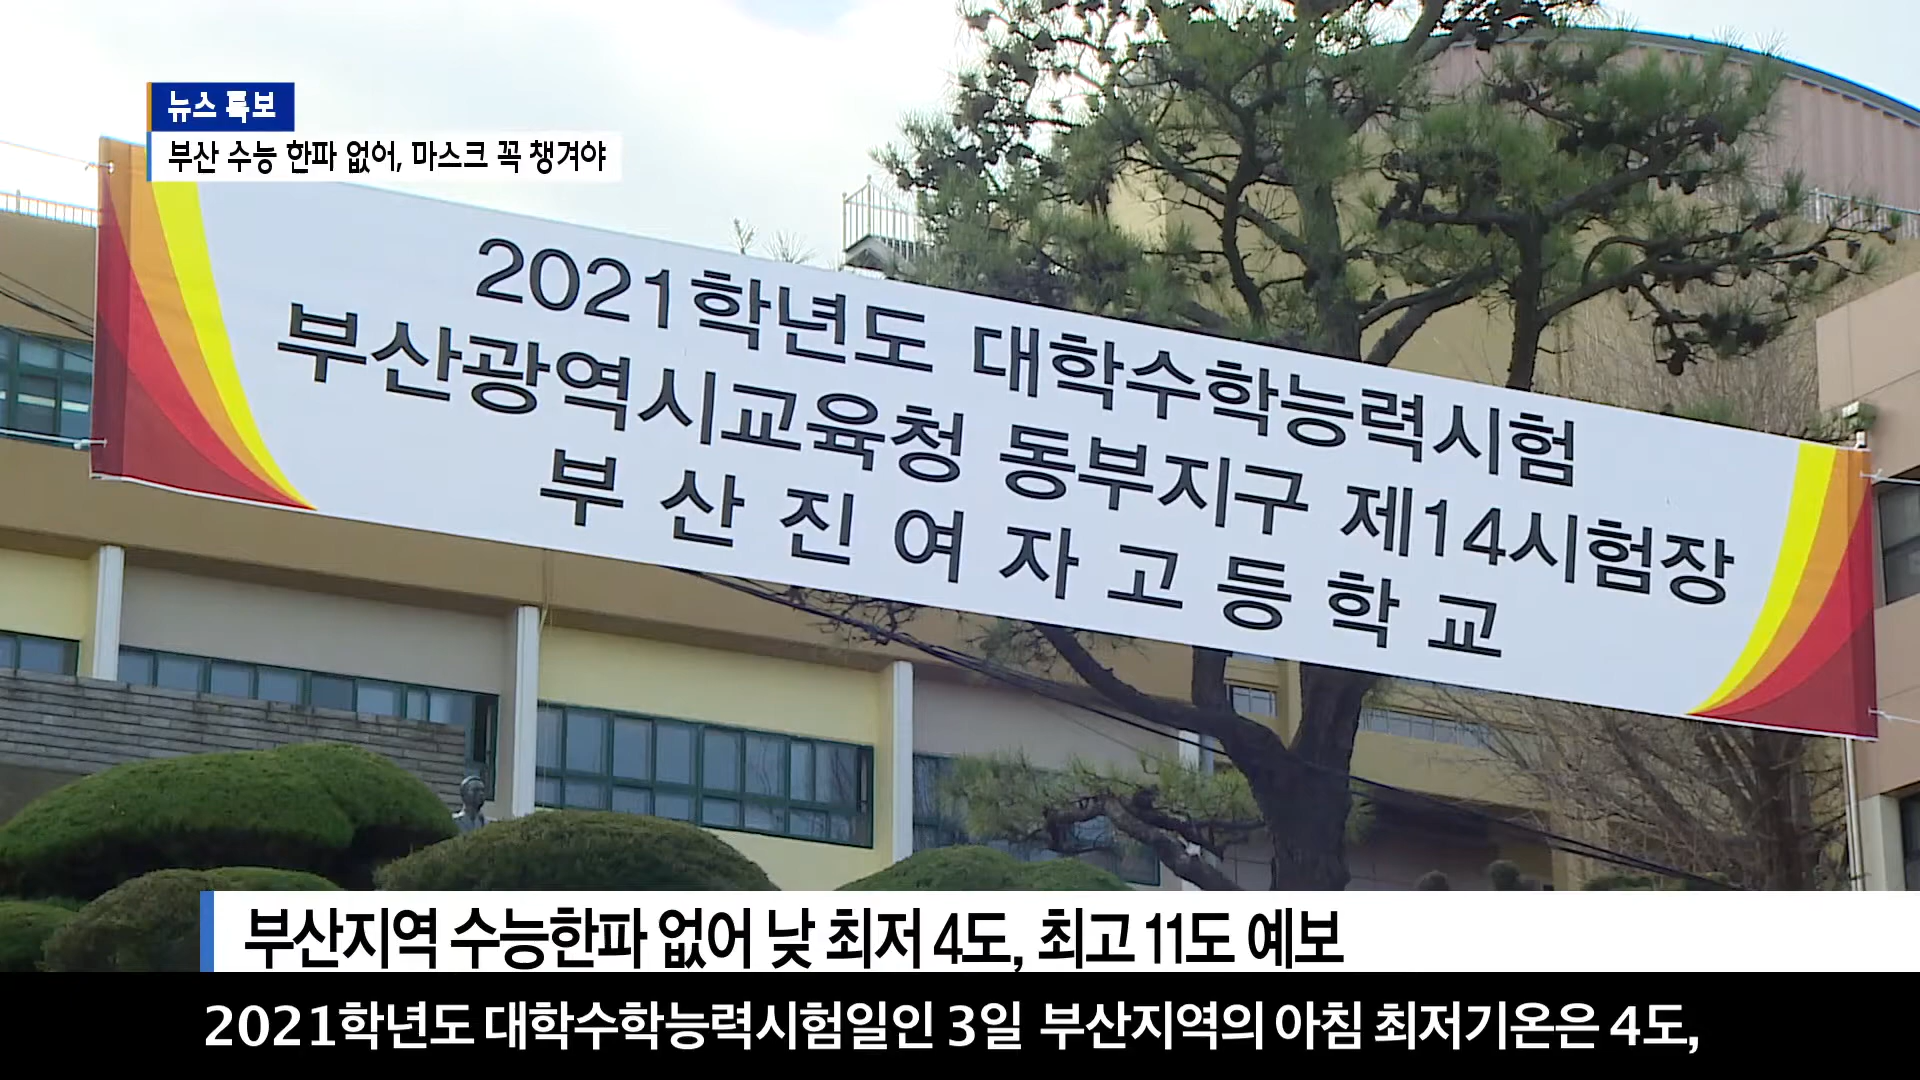 뉴스 특보
부산 수능 한파 없어, 마스크 꼭 챙겨야
2021학년도 대학수학능력시험
부산광역시교육청 동부지구 제14시험장
부산진여자고등학교
부산지역 수능한파 없어 낮 최저 4도, 최고 11도 예보
2021학년도 대학수학능력시험일인 3일 부산지역의 아침 최저기온은 4도,